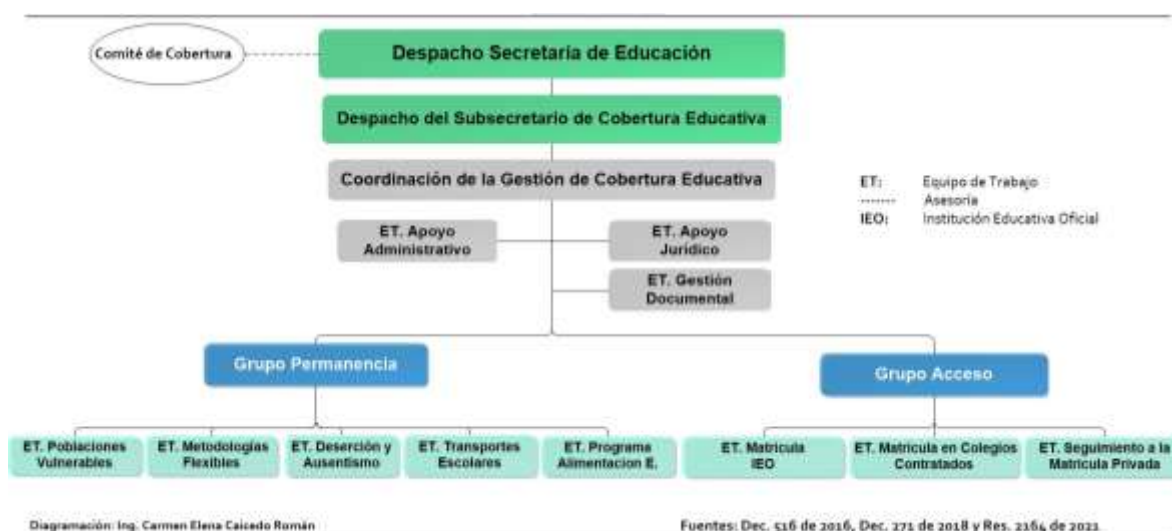 Comité de Cobertura
Despacho Secretaría de Educación
Despacho del Subsecretario de Cobertura Educativa
Coordinación de la Gestión de Cobertura Educativa
ET: Equipo de Trabajo
------- Asesoría
IEO: Institución Educativa Oficial
ET. Apoyo
Administrativo
ET. Apoyo
Jurídico
ET. Gestión
Documental
Grupo Permanencia
Grupo Acceso
ET. Poblaciones
Vulnerables
ET. Metodologías
Flexibles
ET. Deserción y
Ausentismo
ET. Transportes
Escolares
ET. Programa
Alimentacion E.
ET. Matrícula
IEO
ET. Matrícula en Colegios
Contratados
ET. Seguimiento a la
Matrícula Privada
Diagramación: Ing. Carmen Elena Caicedo Román
Fuentes: Dec. 516 de 2016, Dec. 271 de 2018 y Res. 2164 de 2021